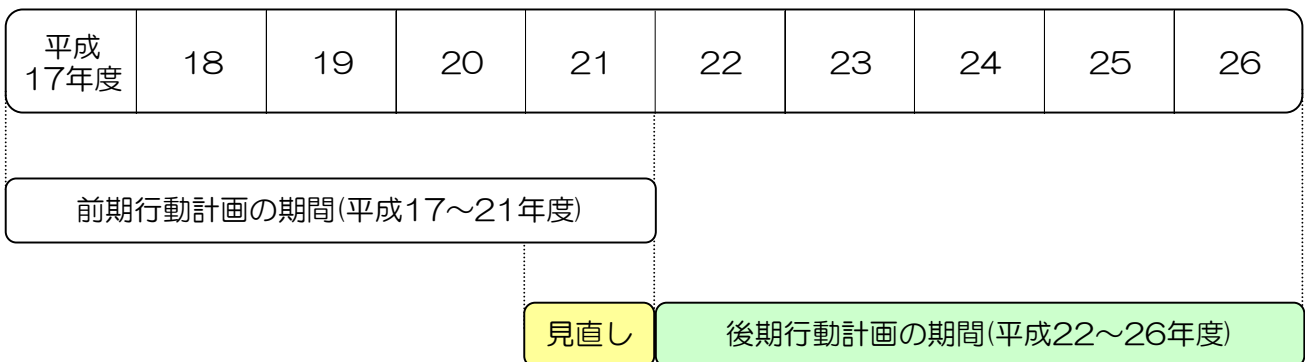 平成
17年度
18
19
20
21
22
23
24
25
26
前期行動計画の期間(平成17～21年度)
見直し
後期行動計画の期間(平成22～26年度)